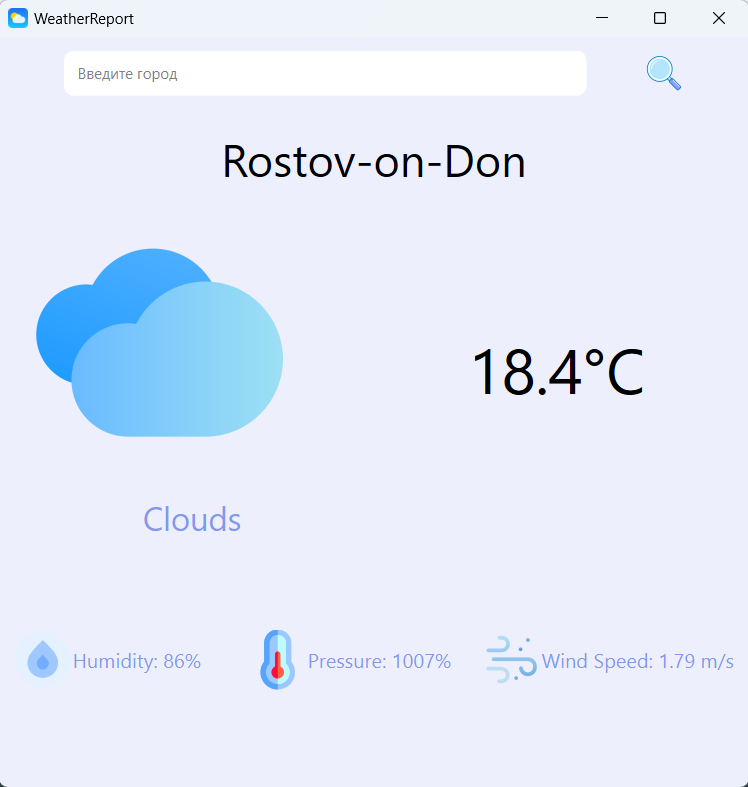 WeatherReport
Введите город
Rostov-on-Don
18.4°C
Clouds
Humidity: 86%
Pressure: 1007%
Wind Speed: 1.79 m/s